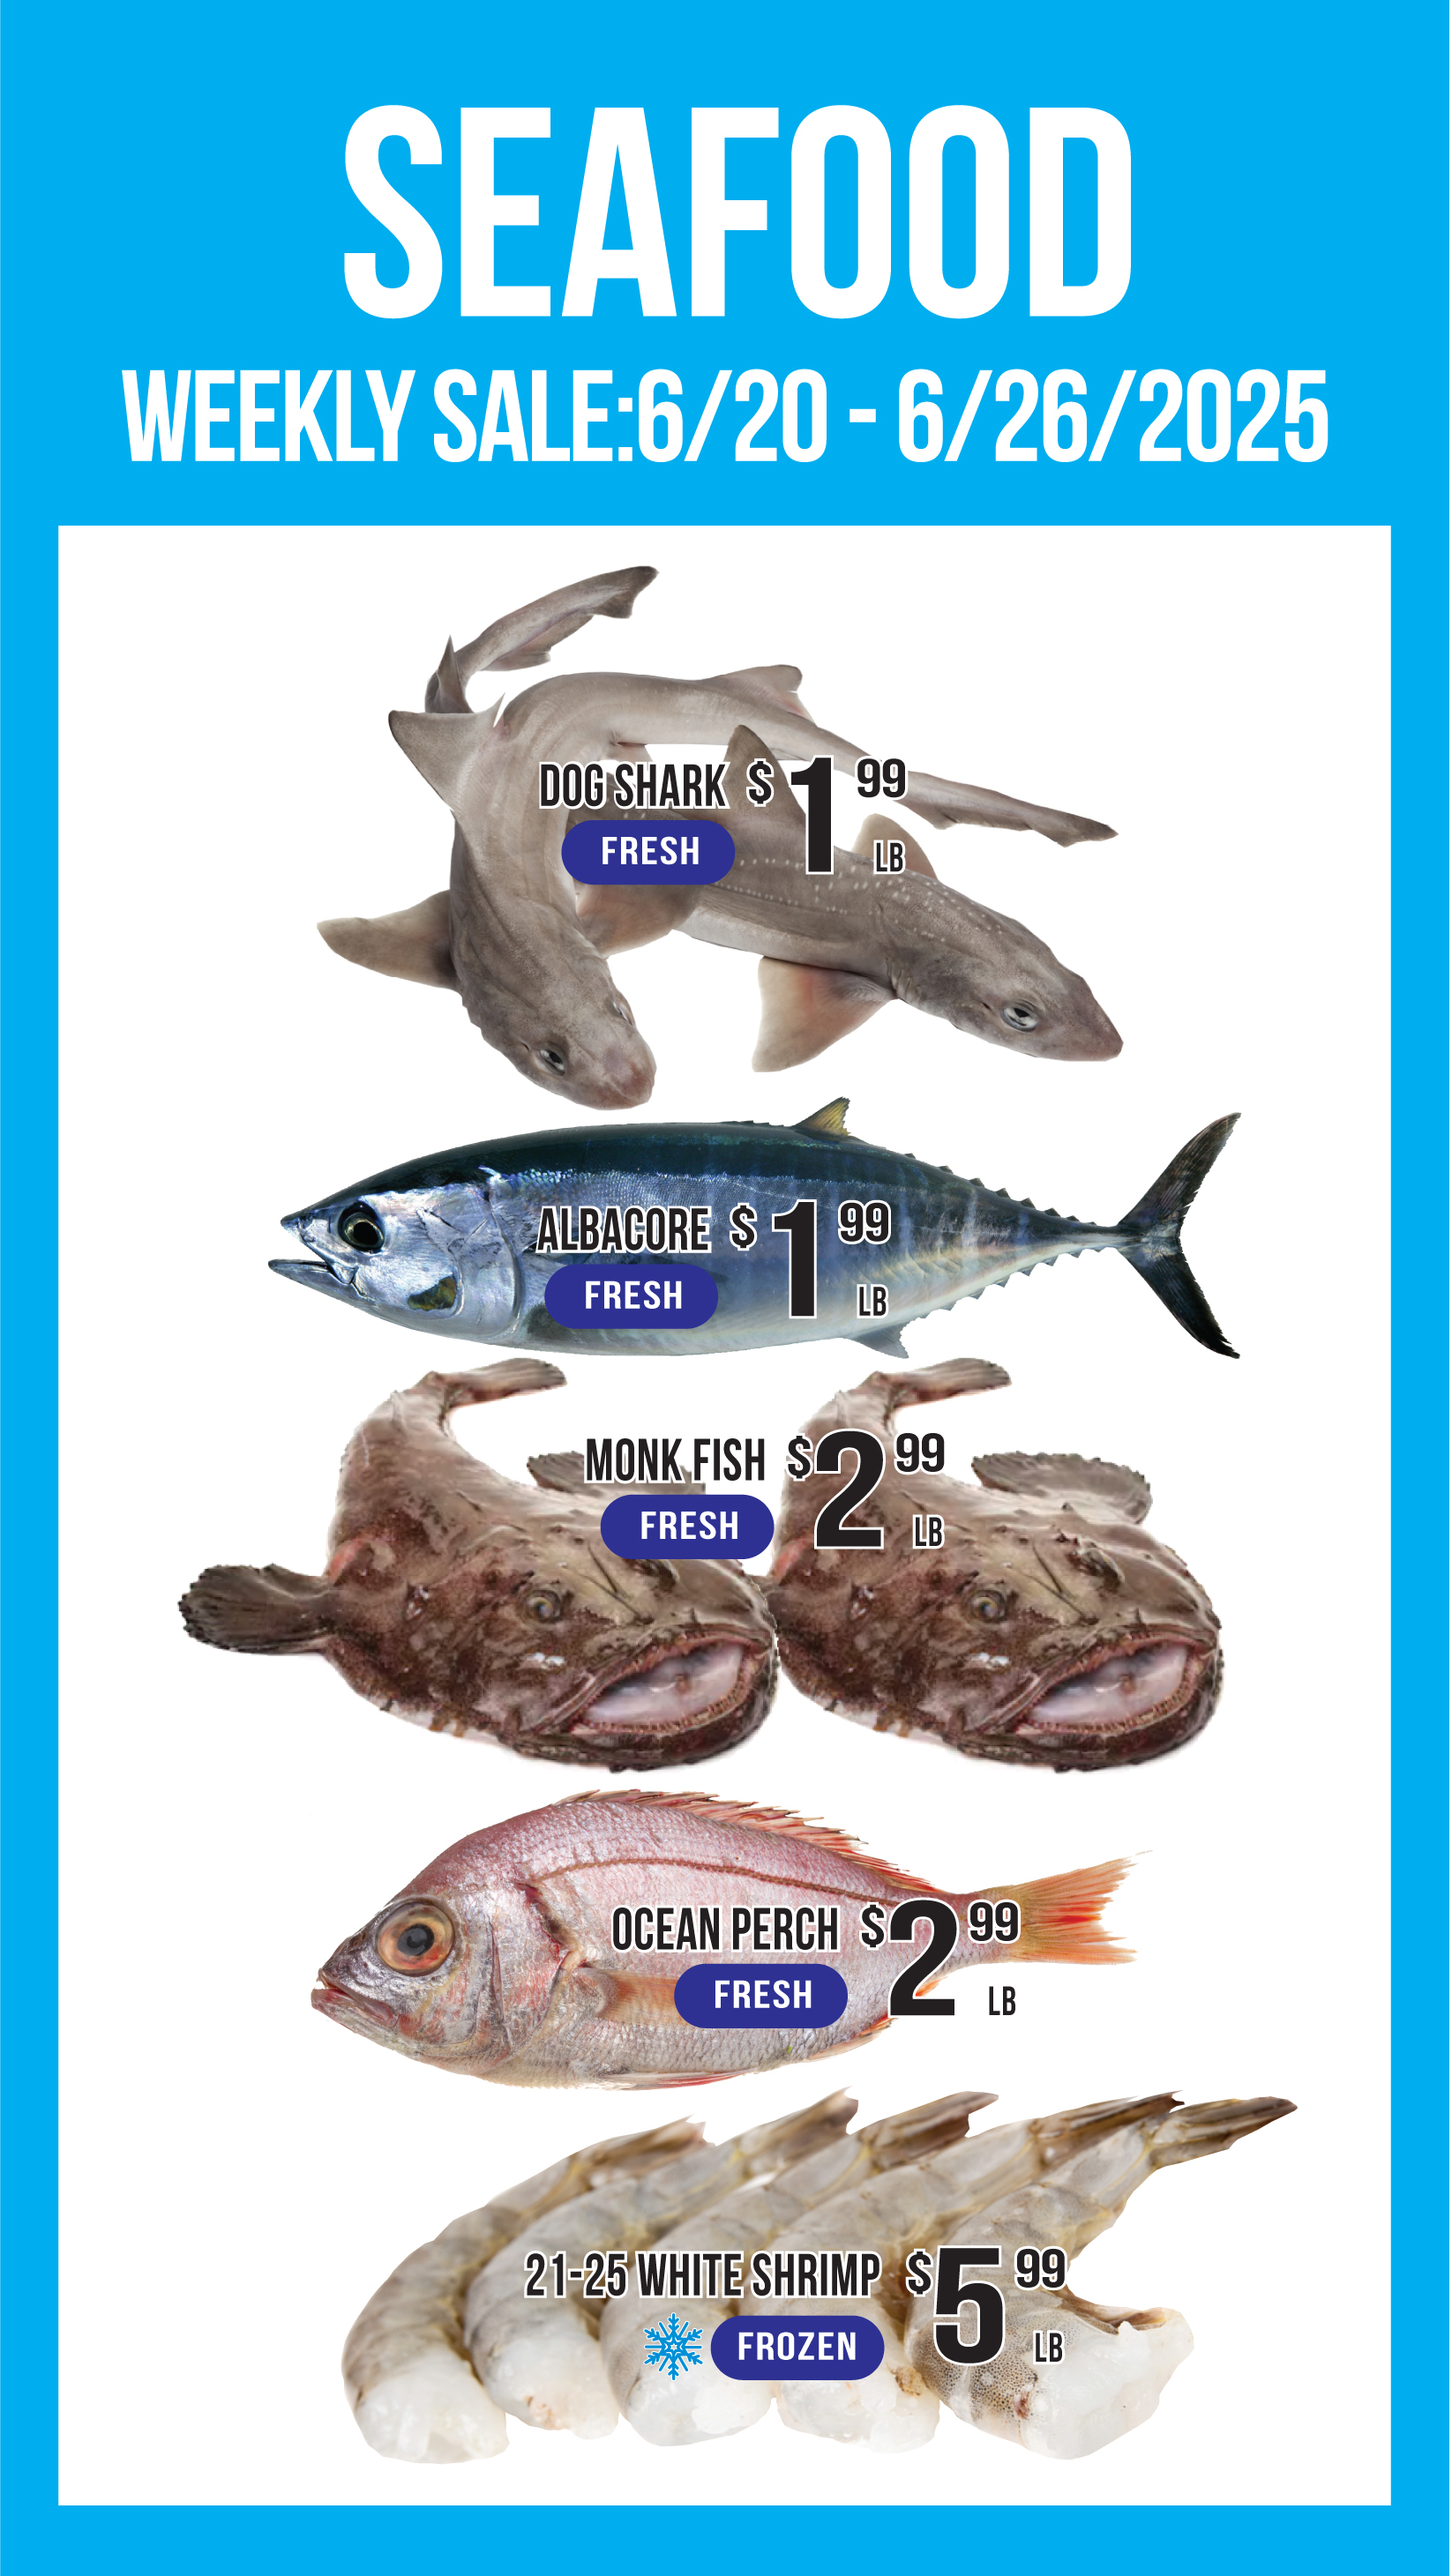 SEAFOOD
WEEKLY SALE:6/20 - 6/26/2025
DOG SHARK $1 99 LB
FRESH
ALBACORE $1 99 LB
FRESH
MONK FISH $2 99 LB
FRESH
OCEAN PERCH $2 99 LB
FRESH
21-25 WHITE SHRIMP $5 99 LB
FROZEN